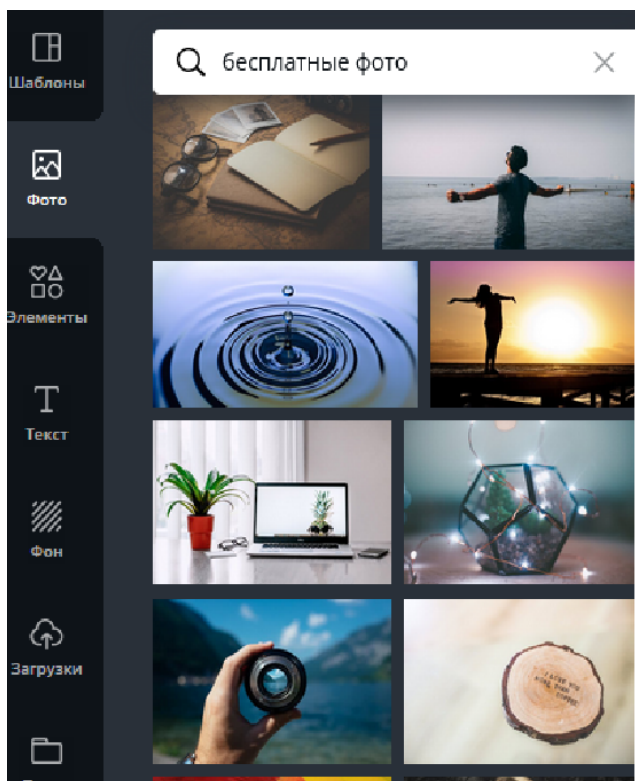 Шаблоны
бесплатные фото
Фото
Элементы
Текст
Фон
Загрузки